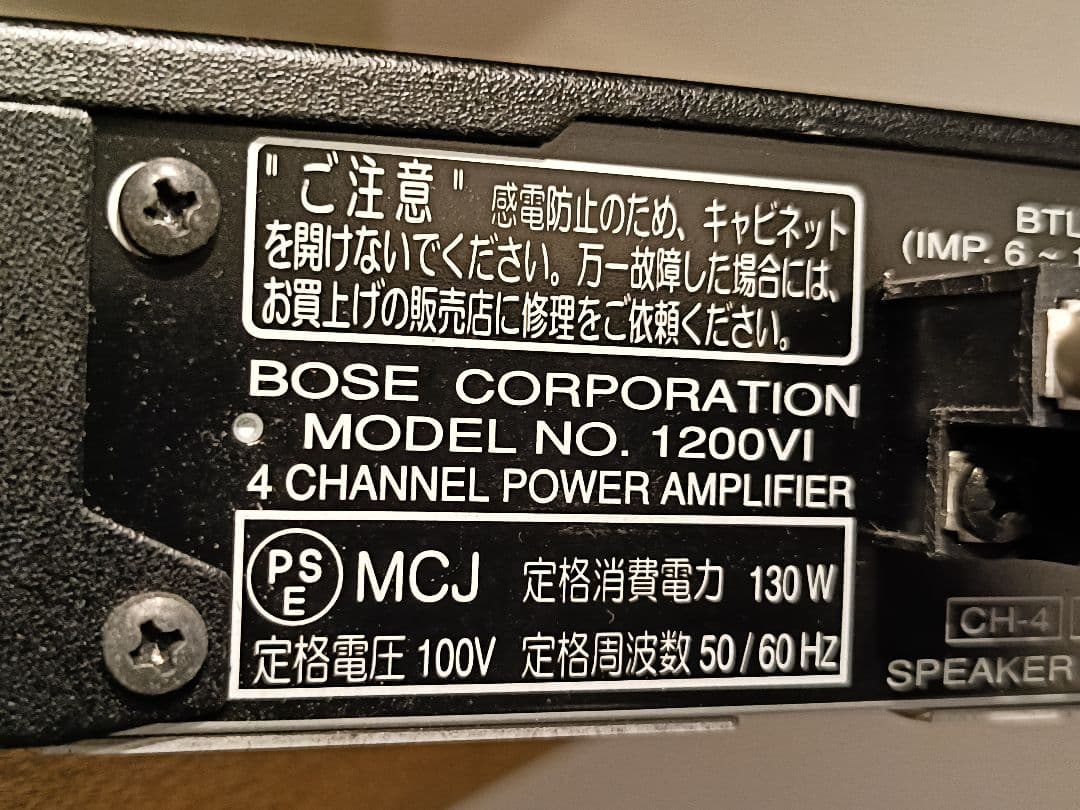 "ご注意" 感電防止のため、キャビネット
を開けないでください。万一故障した場合には、
お買上げの販売店に修理をご依頼ください。
BOSE CORPORATION
MODEL NO. 1200VI
4 CHANNEL POWER AMPLIFIER
PSE MCJ 定格消費電力 130W
定格電圧 100V 定格周波数 50/60Hz
BTL
(IMP. 6 ~
CH-4
SPEAKER